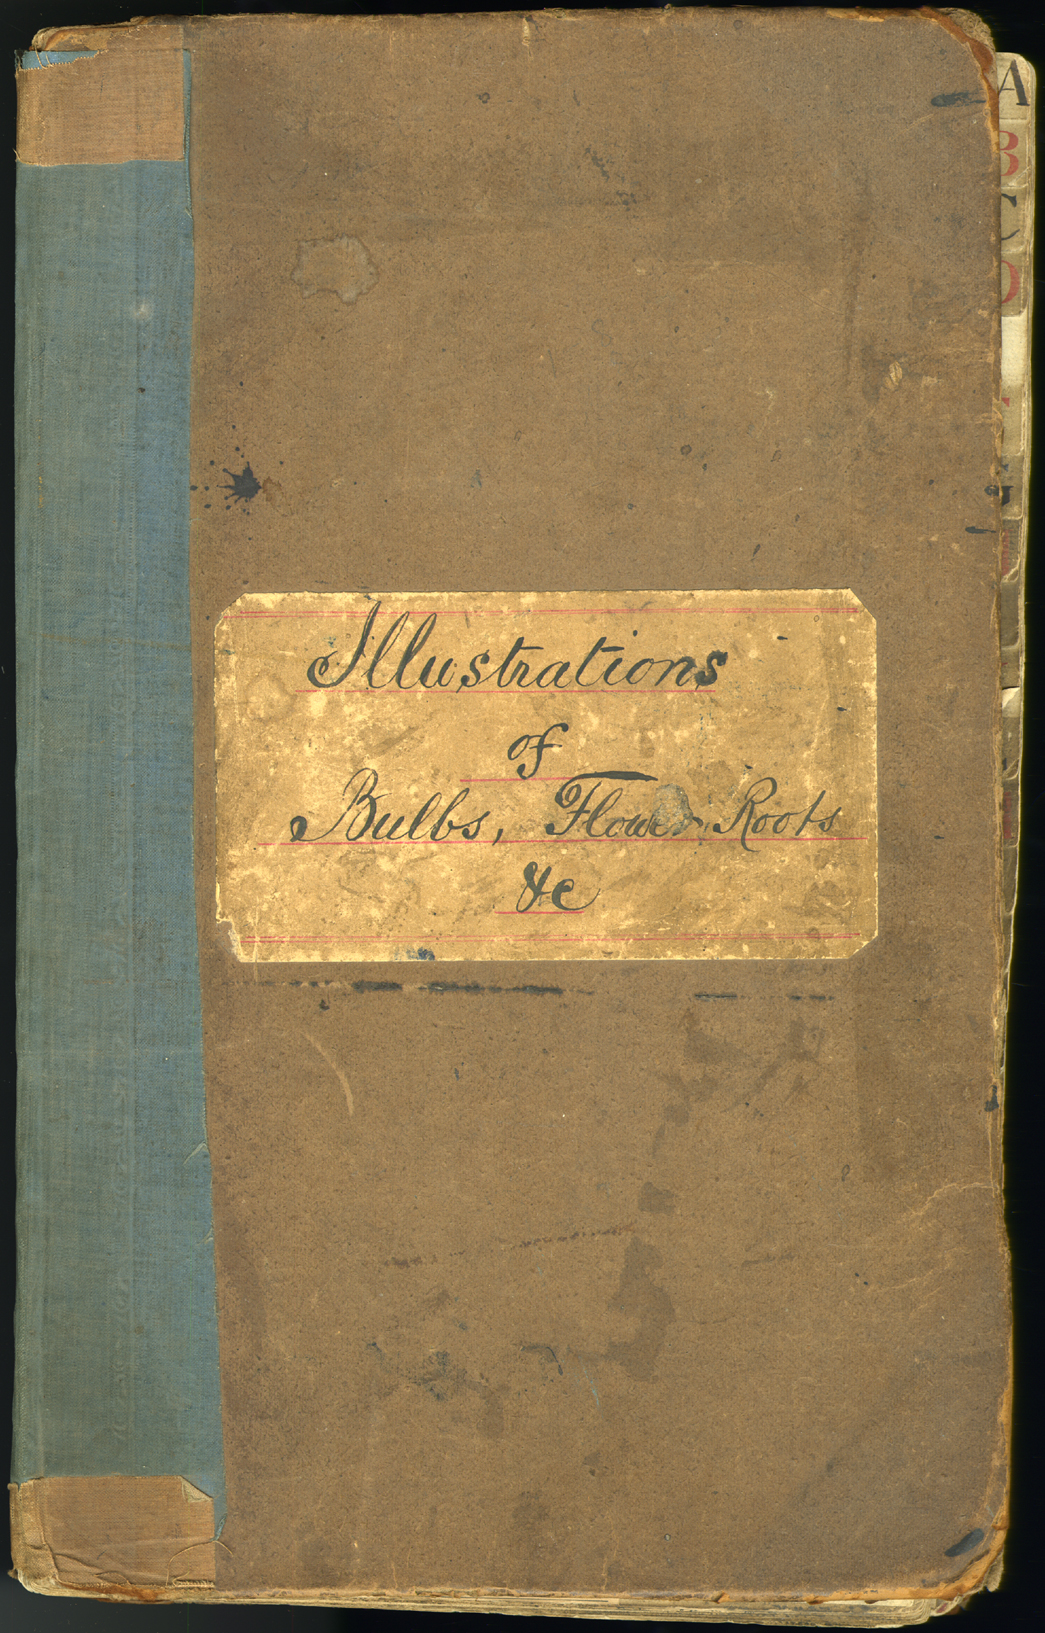 Illustrations
of
Bulbs, Flower Roots
&c
A
B
C
D
G